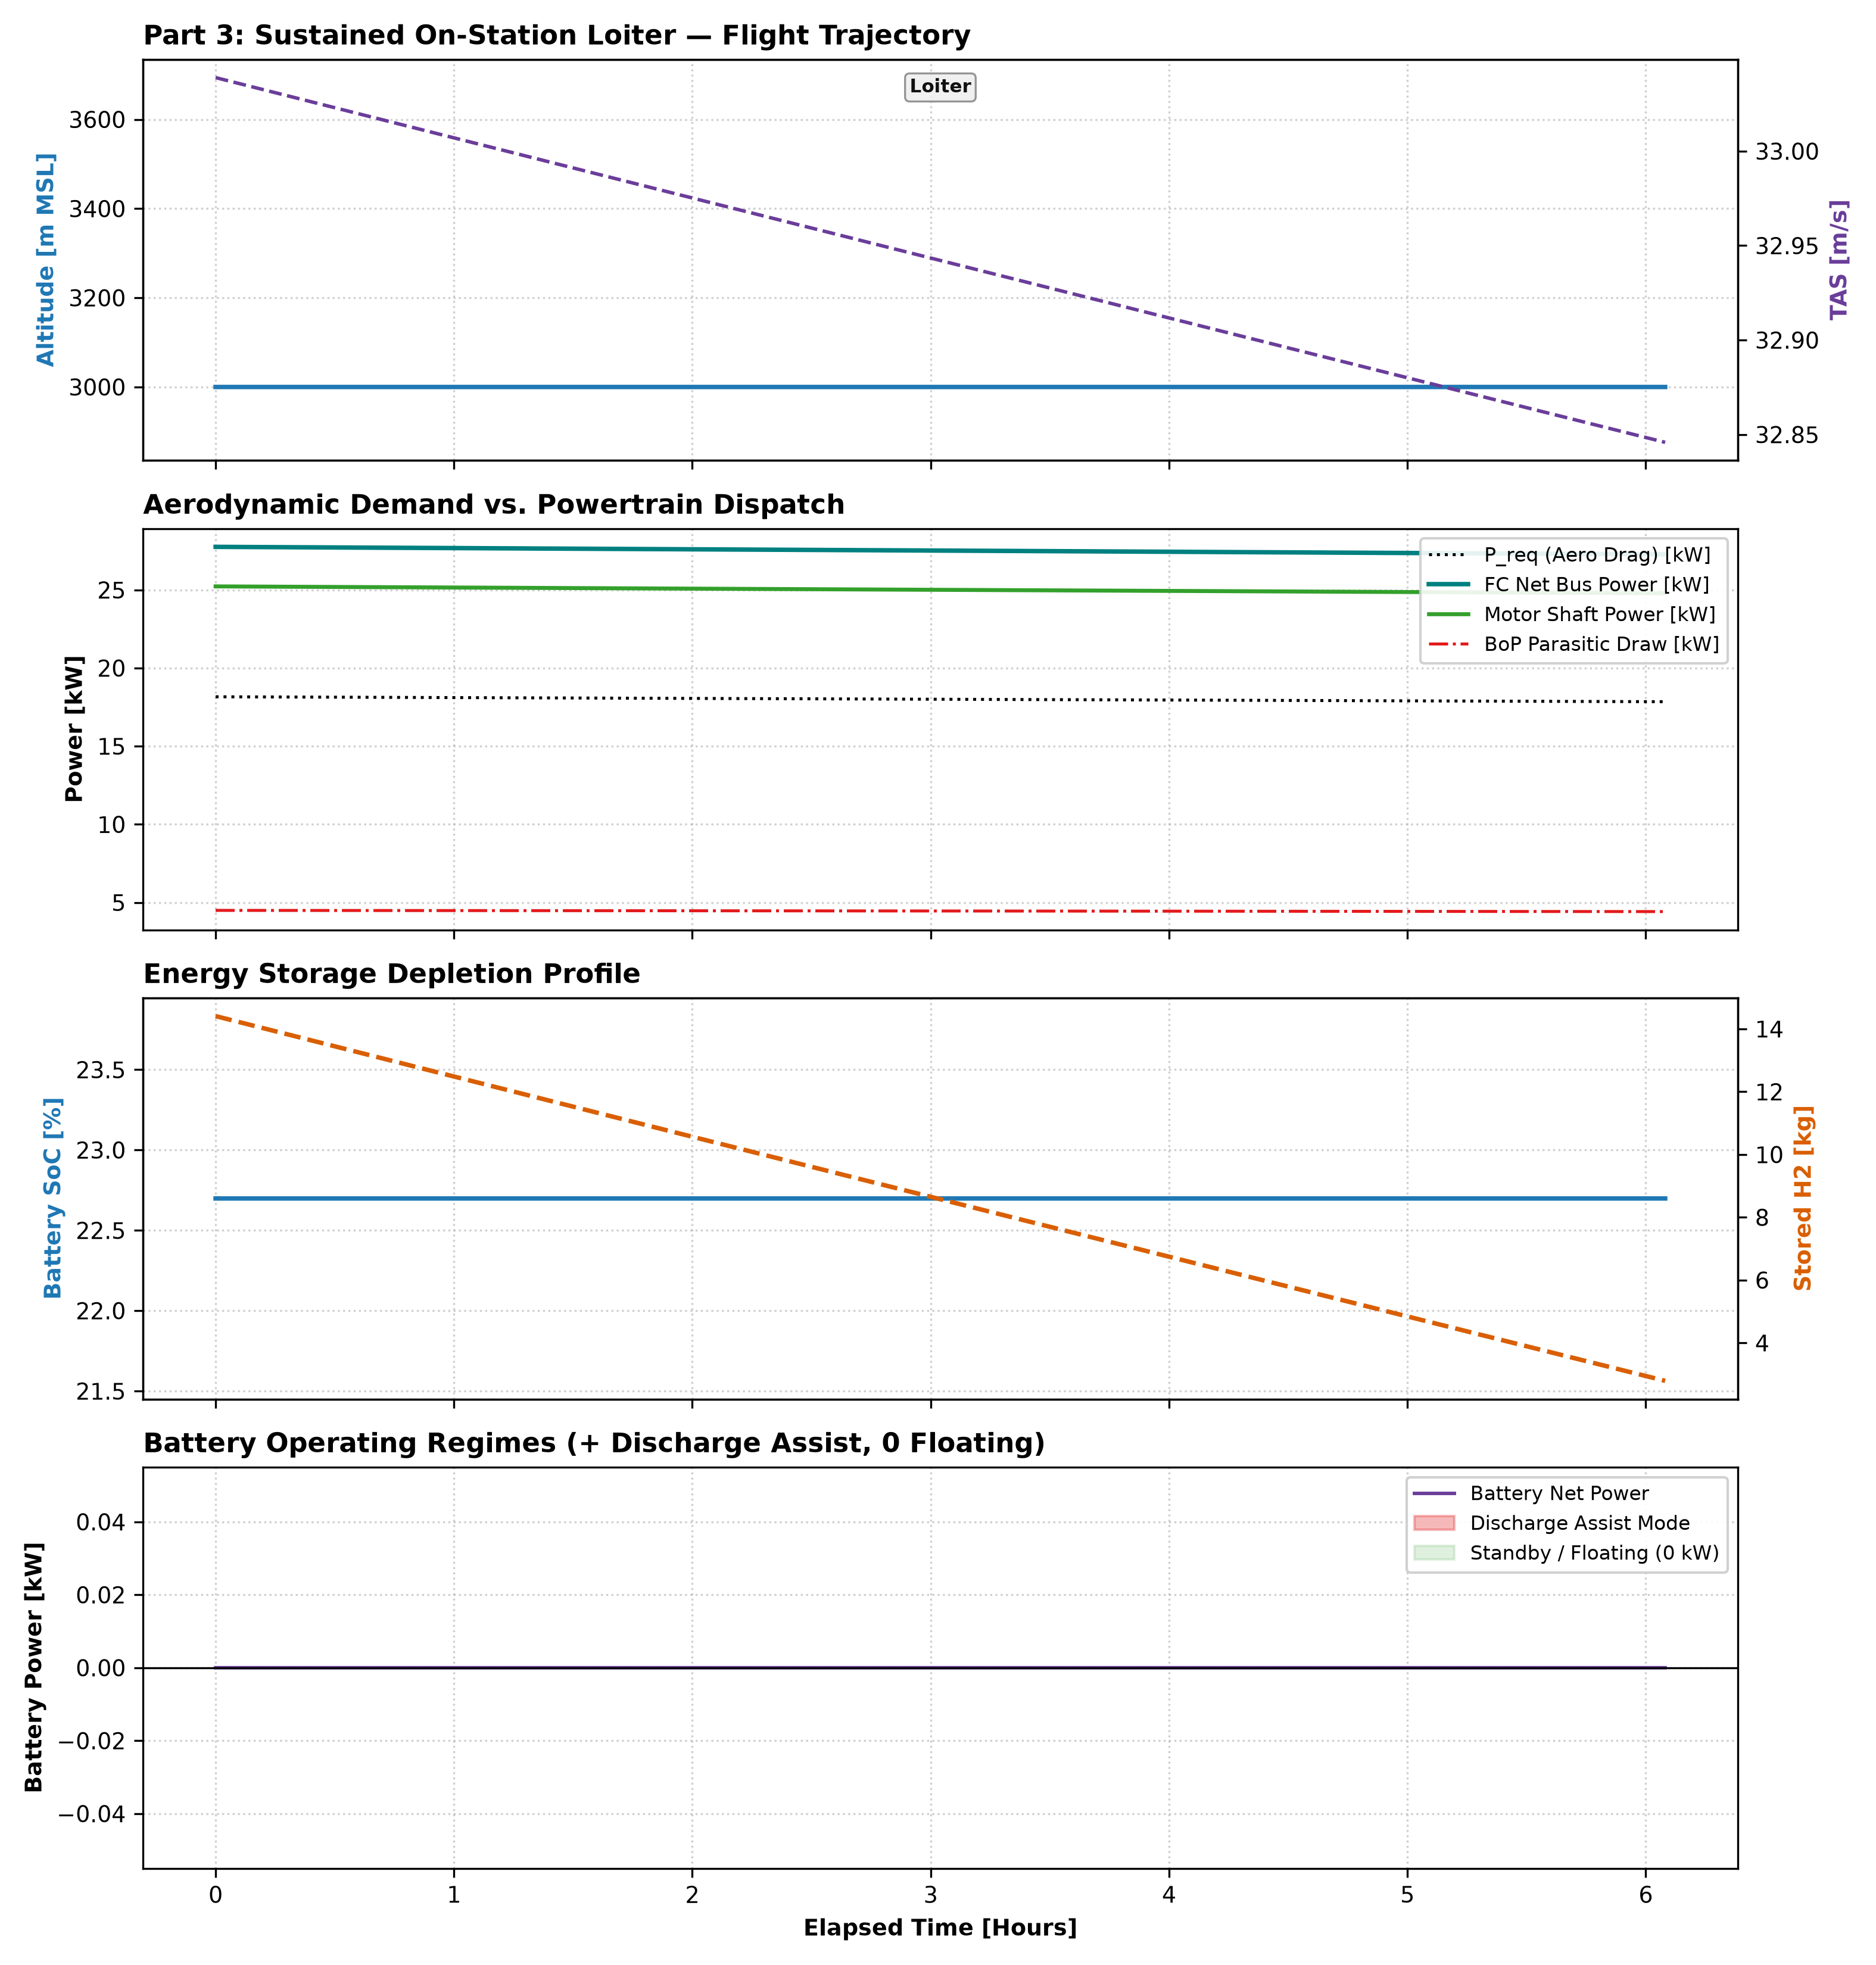 Part 3: Sustained On-Station Loiter — Flight Trajectory
Loiter
Altitude [m MSL]
3600
3400
3200
3000
TAS [m/s]
33.00
32.95
32.90
32.85
Aerodynamic Demand vs. Powertrain Dispatch
Power [kW]
25
20
15
10
5
P_req (Aero Drag) [kW]
FC Net Bus Power [kW]
Motor Shaft Power [kW]
BoP Parasitic Draw [kW]
Energy Storage Depletion Profile
Battery SoC [%]
23.5
23.0
22.5
22.0
21.5
Stored H2 [kg]
14
12
10
8
6
4
Battery Operating Regimes (+ Discharge Assist, 0 Floating)
Battery Power [kW]
0.04
0.02
0.00
−0.02
−0.04
Battery Net Power
Discharge Assist Mode
Standby / Floating (0 kW)
0 1 2 3 4 5 6
Elapsed Time [Hours]